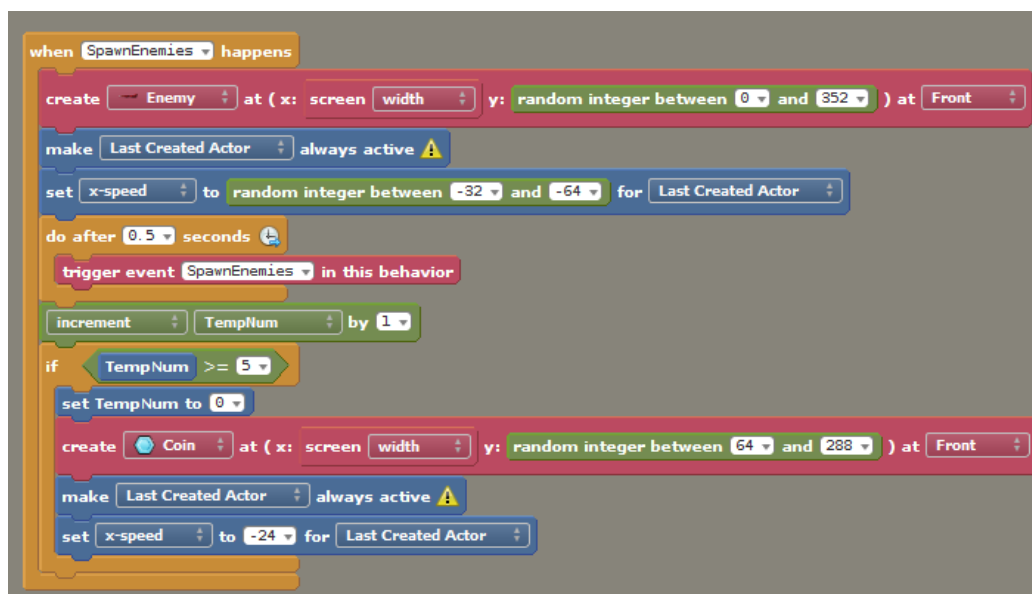 when SpawnEnemies happens
create Enemy at ( x: screen width y: random integer between 0 and 352 ) at Front
make Last Created Actor always active
set x-speed to random integer between -32 and -64 for Last Created Actor
do after 0.5 seconds
trigger event SpawnEnemies in this behavior
increment TempNum by 1
if TempNum >= 5
set TempNum to 0
create Coin at ( x: screen width y: random integer between 64 and 288 ) at Front
make Last Created Actor always active
set x-speed to -24 for Last Created Actor